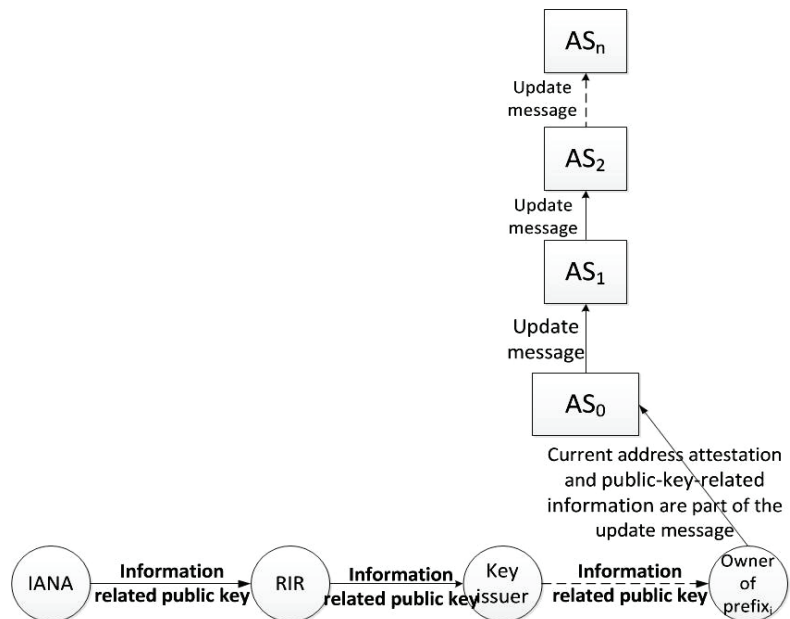 ASn
Update
message
AS2
Update
message
AS1
Update
message
AS0
Current address attestation
and public-key-related
information are part of the
update message
IANA
Information
related public key
RIR
Information
related public key
Key
issuer
Information
related public key
Owner
of
prefixi